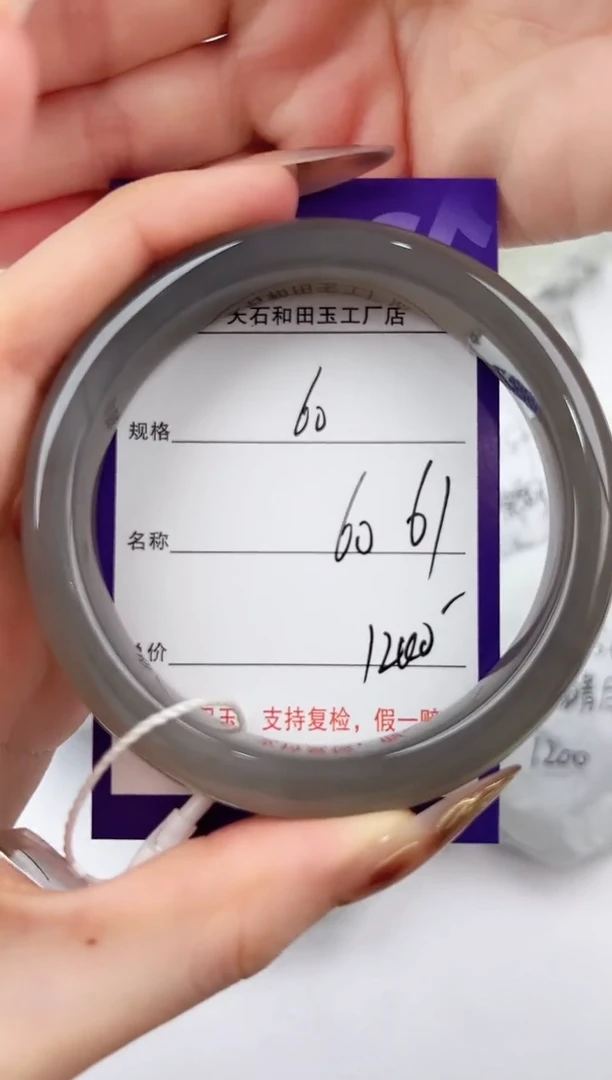 天石和田玉工厂店
规格 60
名称 60 61
价 1200
玉 支持复检，假一
1200